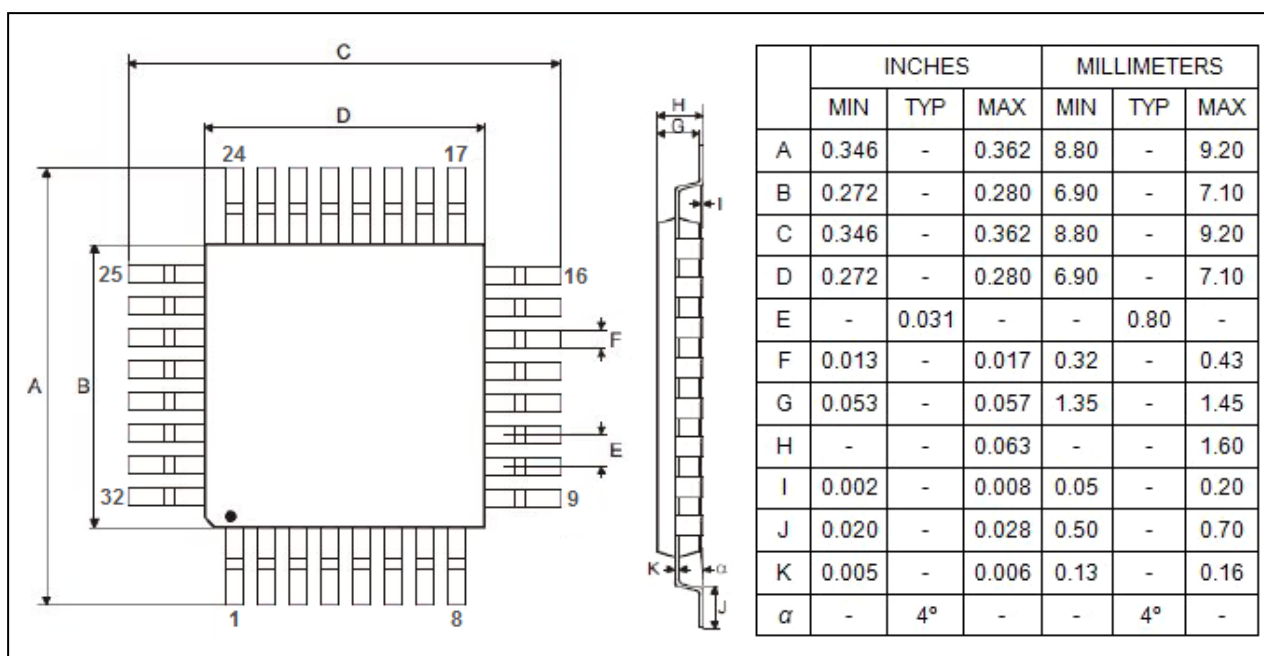 C
D
24 17
25 16
A B F
E
32 9
1 8
H
G
I
K α
J
INCHES MILLIMETERS
MIN TYP MAX MIN TYP MAX
A 0.346 - 0.362 8.80 - 9.20
B 0.272 - 0.280 6.90 - 7.10
C 0.346 - 0.362 8.80 - 9.20
D 0.272 - 0.280 6.90 - 7.10
E - 0.031 - - 0.80 -
F 0.013 - 0.017 0.32 - 0.43
G 0.053 - 0.057 1.35 - 1.45
H - - 0.063 - - 1.60
I 0.002 - 0.008 0.05 - 0.20
J 0.020 - 0.028 0.50 - 0.70
K 0.005 - 0.006 0.13 - 0.16
α - 4° - - 4° -